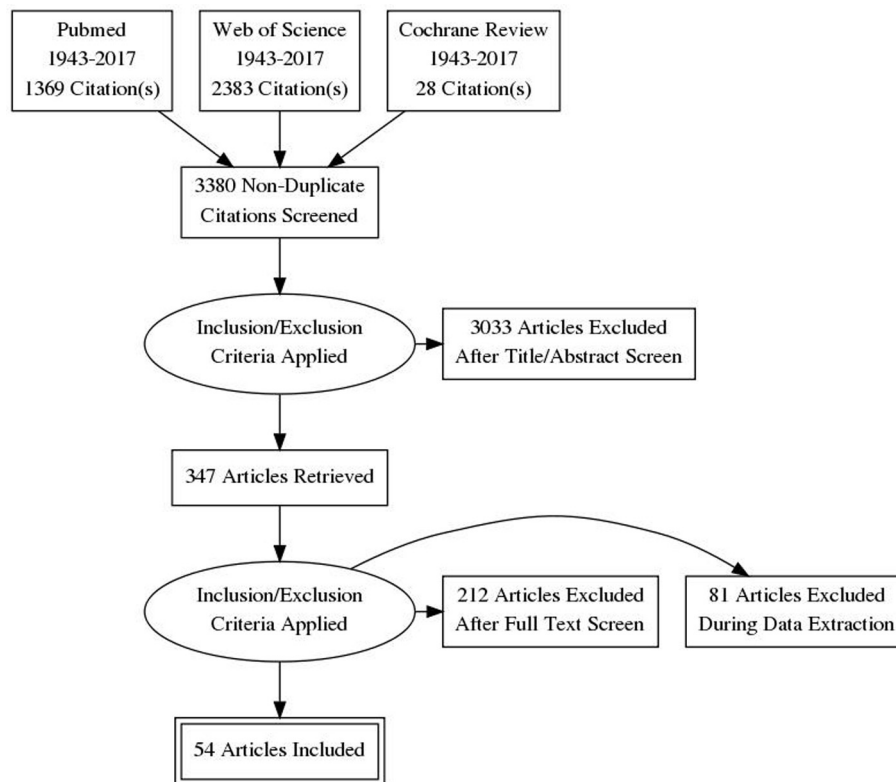 Pubmed
1943-2017
1369 Citation(s)
Web of Science
1943-2017
2383 Citation(s)
Cochrane Review
1943-2017
28 Citation(s)
3380 Non-Duplicate
Citations Screened
Inclusion/Exclusion
Criteria Applied
3033 Articles Excluded
After Title/Abstract Screen
347 Articles Retrieved
Inclusion/Exclusion
Criteria Applied
212 Articles Excluded
After Full Text Screen
81 Articles Excluded
During Data Extraction
54 Articles Included